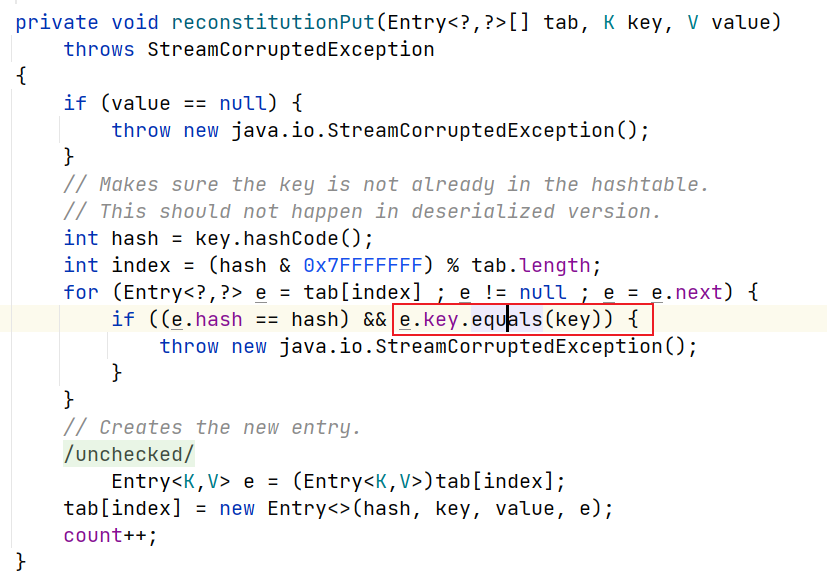 private void reconstitutionPut(Entry<?,?>[] tab, K key, V value)
    throws StreamCorruptedException
{
    if (value == null) {
        throw new java.io.StreamCorruptedException();
    }
    // Makes sure the key is not already in the hashtable.
    // This should not happen in deserialized version.
    int hash = key.hashCode();
    int index = (hash & 0x7FFFFFFF) % tab.length;
    for (Entry<?,?> e = tab[index] ; e != null ; e = e.next) {
        if ((e.hash == hash) && e.key.equals(key)) {
            throw new java.io.StreamCorruptedException();
        }
    }
    // Creates the new entry.
    /unchecked/
        Entry<K,V> e = (Entry<K,V>)tab[index];
    tab[index] = new Entry<>(hash, key, value, e);
    count++;
}